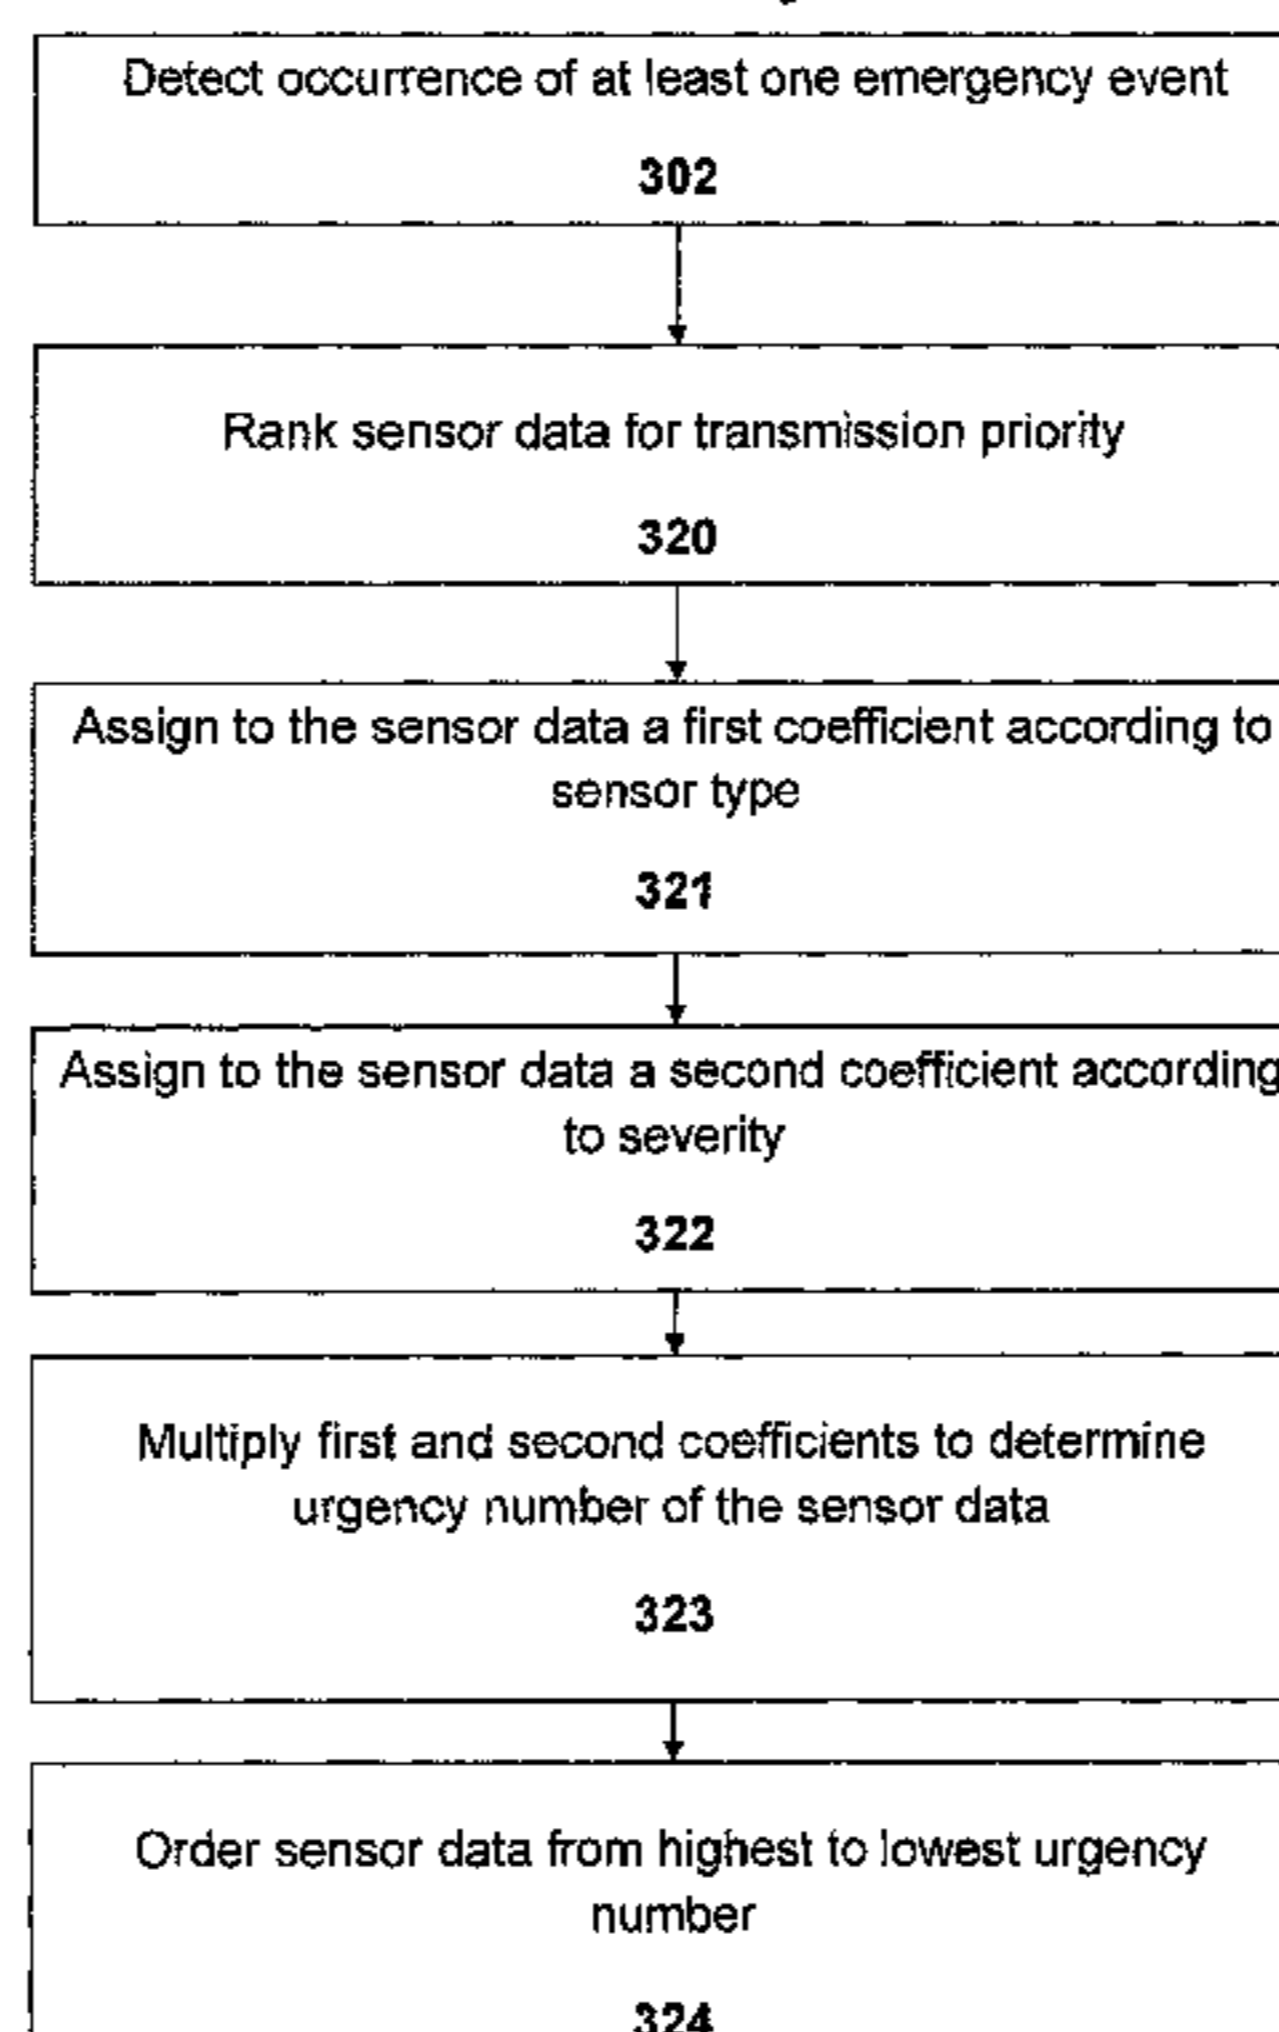 Detect occurrence of at least one emergency event
302
Rank sensor data for transmission priority
320
Assign to the sensor data a first coefficient according to
sensor type
321
Assign to the sensor data a second coefficient according
to severity
322
Multiply first and second coefficients to determine
urgency number of the sensor data
323
Order sensor data from highest to lowest urgency
number
324